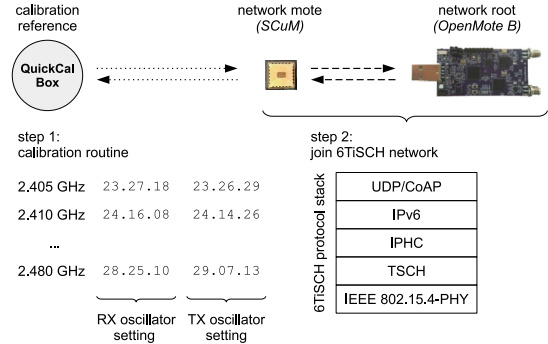 calibration
reference
network mote
(SCuM)
network root
(OpenMote B)
QuickCal
Box
step 1:
calibration routine
step 2:
join 6TiSCH network
2.405 GHz 23.27.18 23.26.29
2.410 GHz 24.16.08 24.14.26
...
2.480 GHz 28.25.10 29.07.13
RX oscillator
setting
TX oscillator
setting
6TiSCH protocol stack
UDP/CoAP
IPv6
IPHC
TSCH
IEEE 802.15.4-PHY